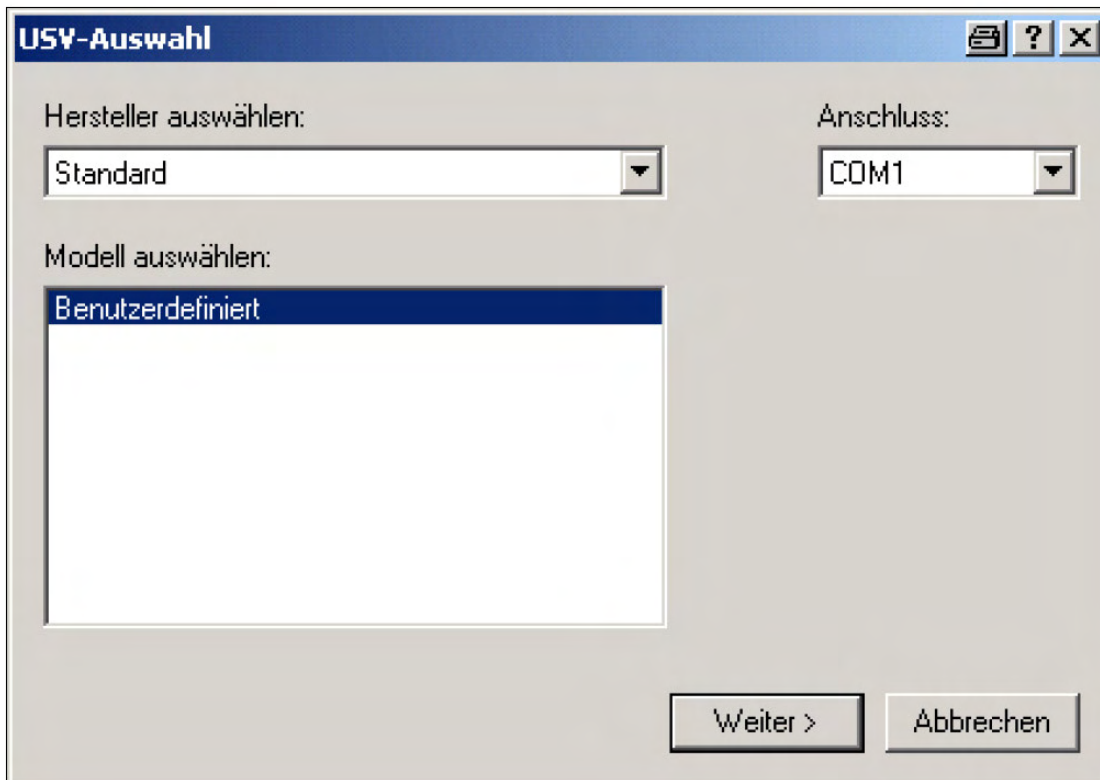 USV-Auswahl
Hersteller auswählen: Anschluss:
Standard COM1
Modell auswählen:
Benutzerdefiniert
Weiter > Abbrechen